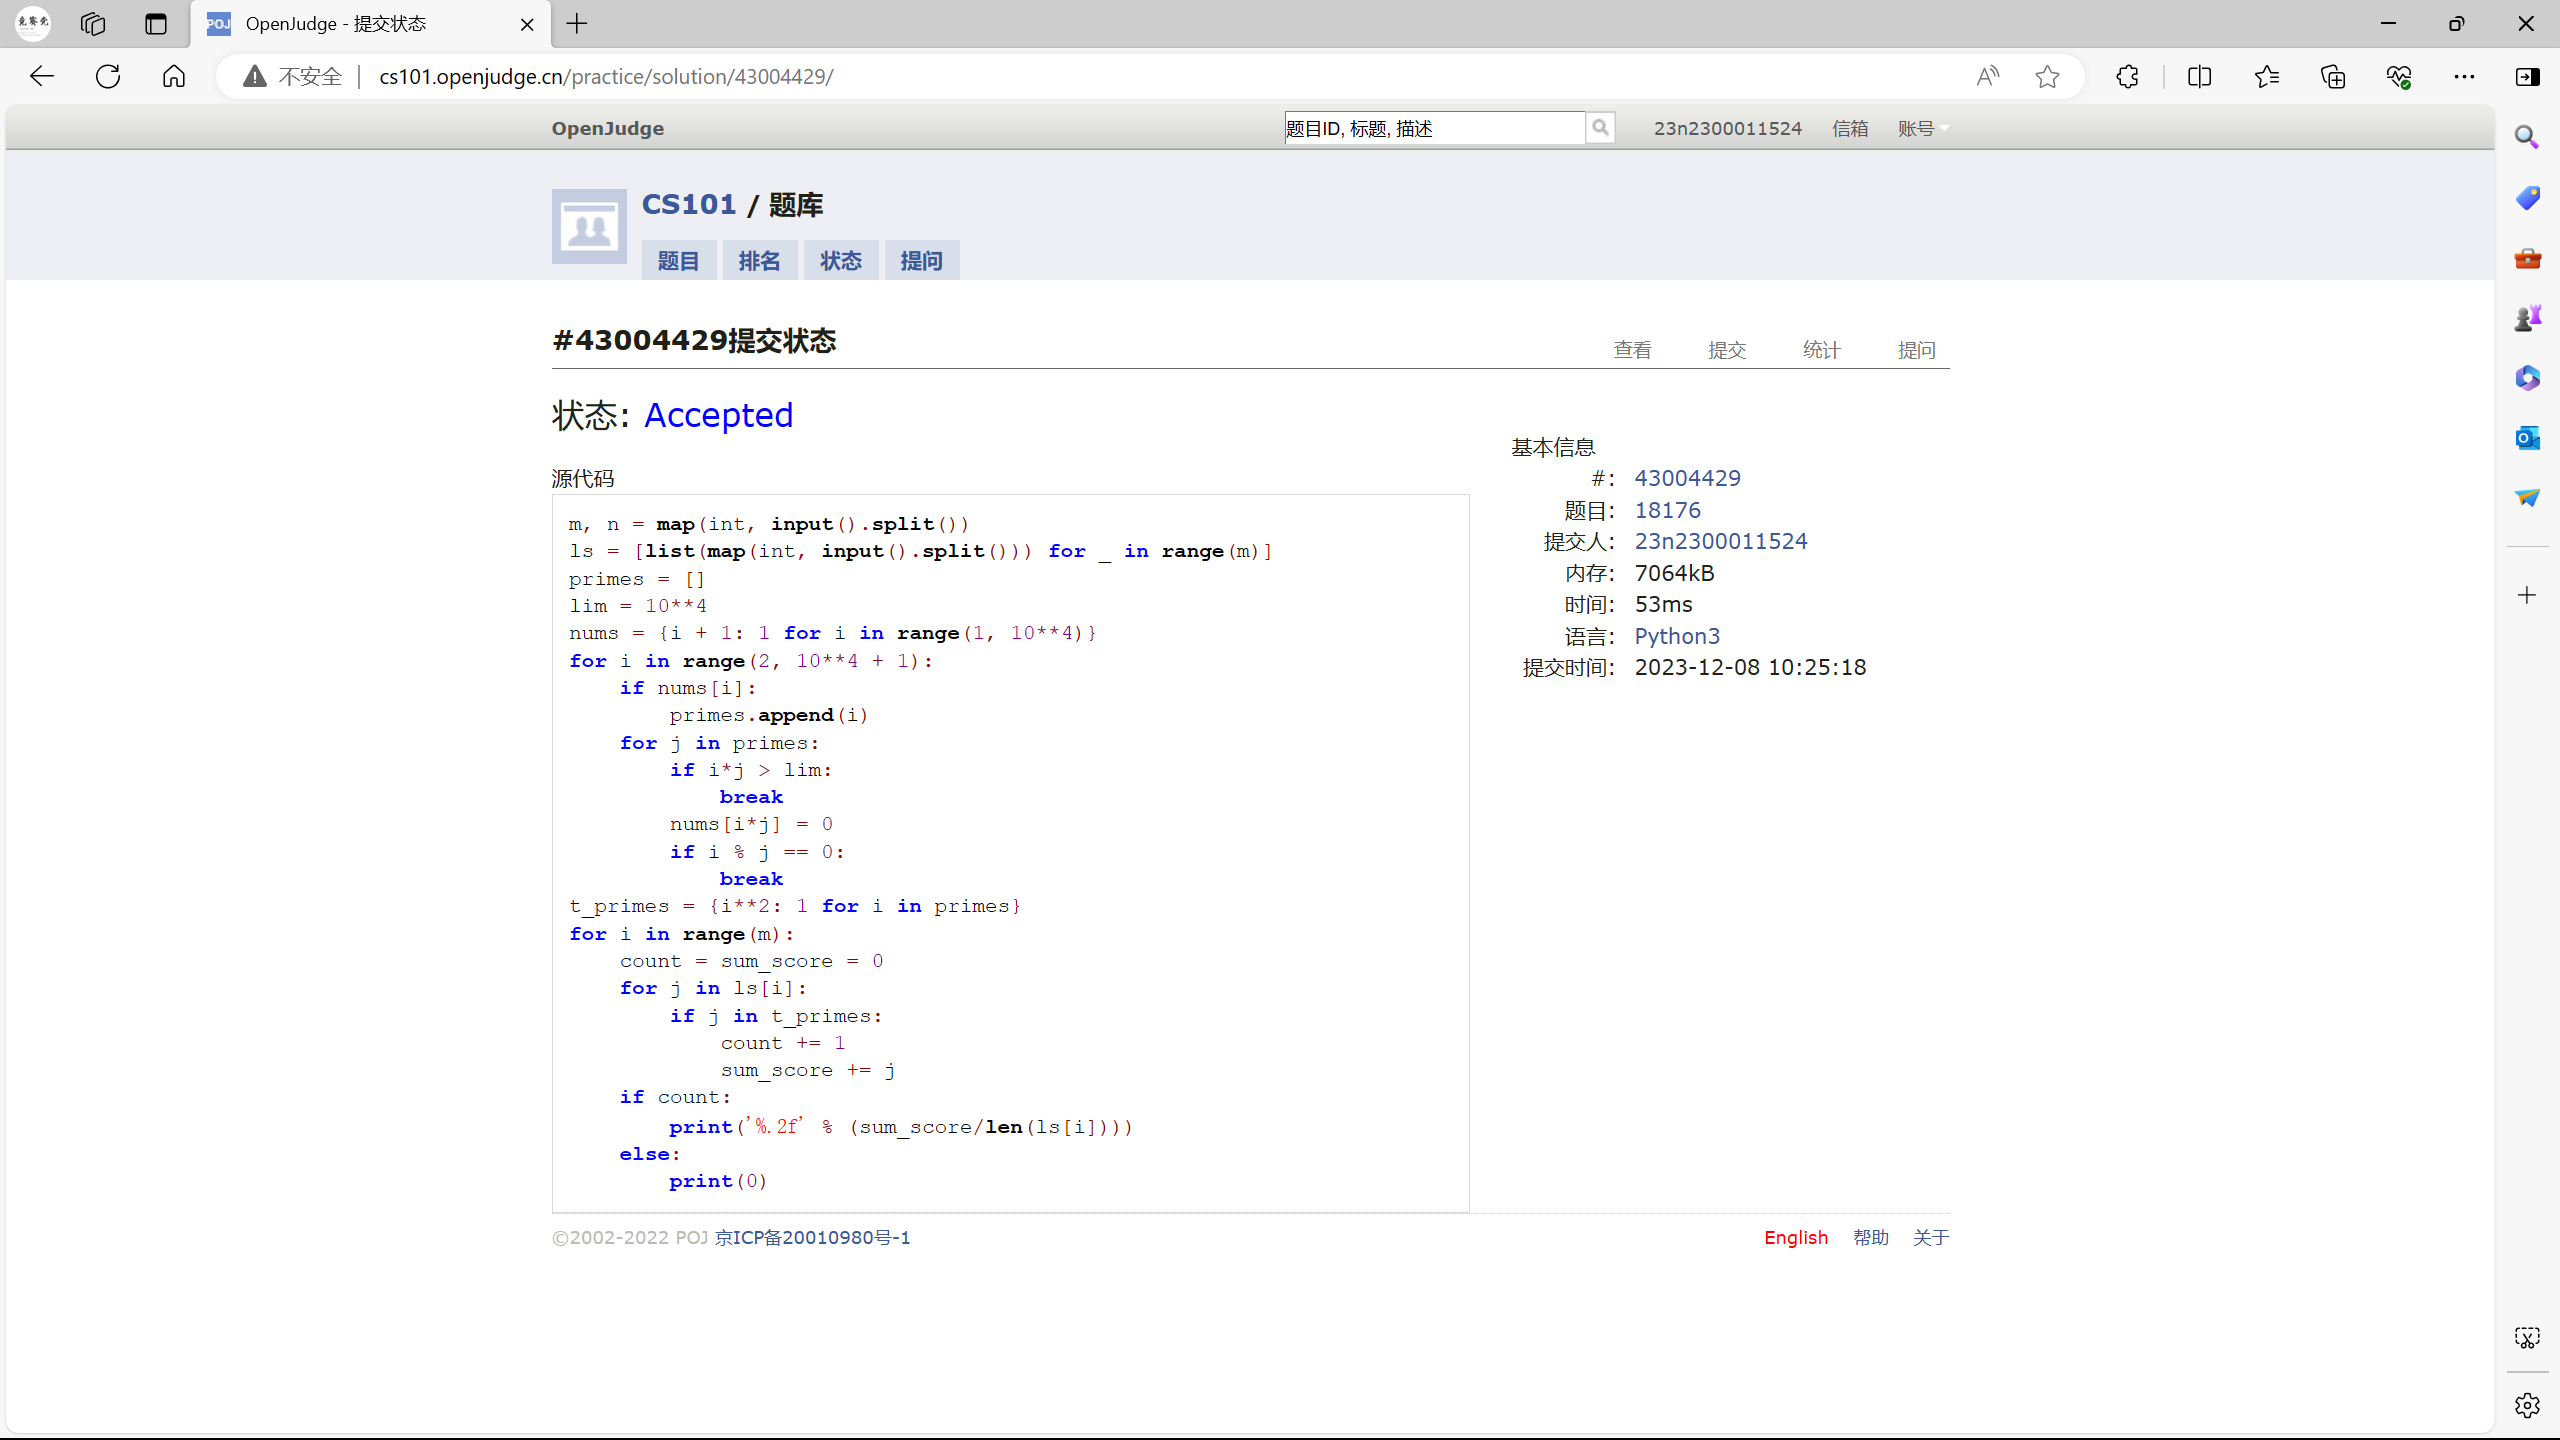 OpenJudge - 提交状态
不安全 | cs101.openjudge.cn/practice/solution/43004429/
OpenJudge
题目ID, 标题, 描述
23n2300011524 信箱 账号
CS101 / 题库
题目 排名 状态 提问
#43004429提交状态
查看 提交 统计 提问
状态: Accepted
源代码
m, n = map(int, input().split())
ls = [list(map(int, input().split())) for _ in range(m)]
primes = []
lim = 10**4
nums = {i + 1: 1 for i in range(1, 10**4)}
for i in range(2, 10**4 + 1):
    if nums[i]:
        primes.append(i)
    for j in primes:
        if i*j > lim:
            break
        nums[i*j] = 0
        if i % j == 0:
            break
t_primes = {i**2: 1 for i in primes}
for i in range(m):
    count = sum_score = 0
    for j in ls[i]:
        if j in t_primes:
            count += 1
            sum_score += j
    if count:
        print('%.2f' % (sum_score/len(ls[i])))
    else:
        print(0)
基本信息
#: 43004429
题目: 18176
提交人: 23n2300011524
内存: 7064kB
时间: 53ms
语言: Python3
提交时间: 2023-12-08 10:25:18
©2002-2022 POJ 京ICP备20010980号-1
English 帮助 关于